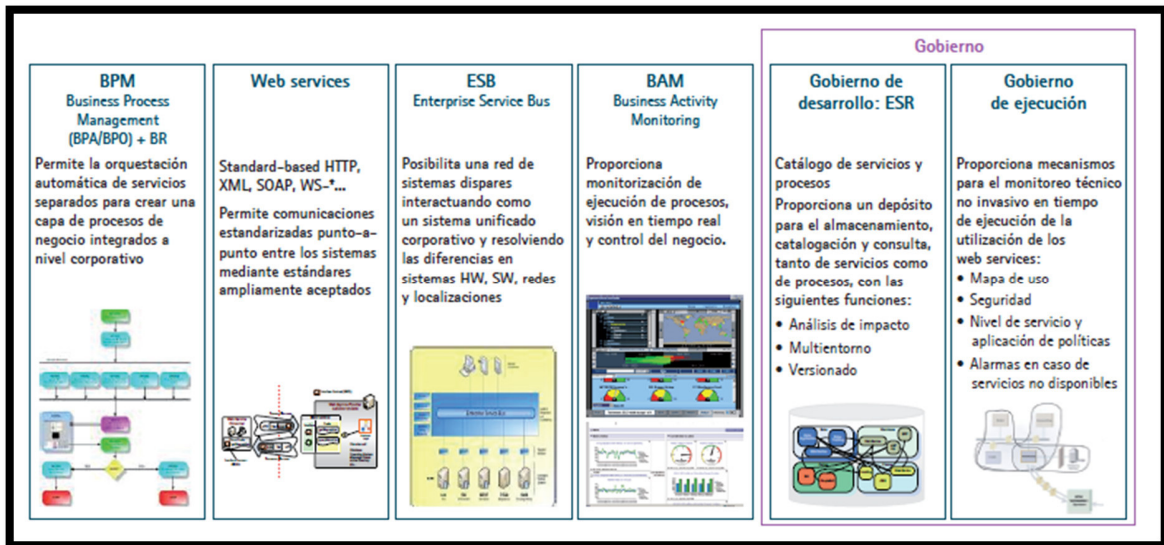 Gobierno
BPM
Business Process
Management
(BPA/BPO) + BR
Permite la orquestación
automática de servicios
separados para crear una
capa de procesos de
negocio integrados a
nivel corporativo
Web services
Standard-based HTTP,
XML, SOAP, WS-*...
Permite comunicaciones
estandarizadas punto-a-
punto entre los sistemas
mediante estándares
ampliamente aceptados
ESB
Enterprise Service Bus
Posibilita una red de
sistemas dispares
interactuando como
un sistema unificado
corporativo y resolviendo
las diferencias en
sistemas HW, SW, redes
y localizaciones
Enterprise Service Bus
BAM
Business Activity
Monitoring
Proporciona
monitorización de
ejecución de procesos,
visión en tiempo real
y control del negocio.
Gobierno de
desarrollo: ESR
Catálogo de servicios y
procesos
Proporciona un depósito
para el almacenamiento,
catalogación y consulta,
tanto de servicios como
de procesos, con las
siguientes funciones:
• Análisis de impacto
• Multientorno
• Versionado
Gobierno
de ejecución
Proporciona mecanismos
para el monitoreo técnico
no invasivo en tiempo
de ejecución de la
utilización de los
web services:
• Mapa de uso
• Seguridad
• Nivel de servicio y
aplicación de políticas
• Alarmas en caso de
servicios no disponibles